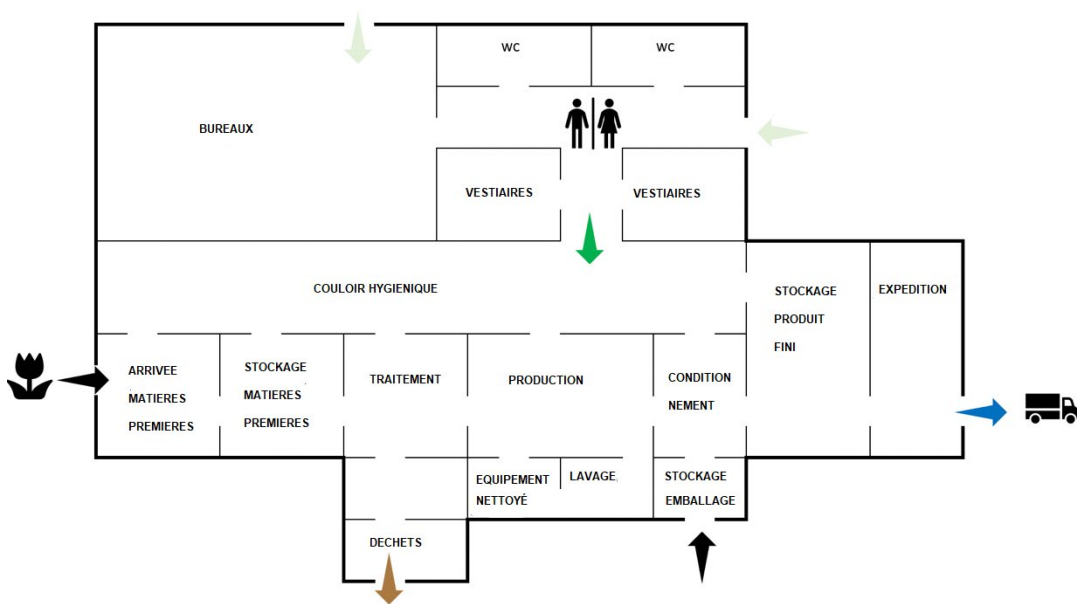 WC
WC
BUREAUX
VESTIAIRES
VESTIAIRES
COULOIR HYGIENIQUE
STOCKAGE
PRODUIT
FINI
EXPEDITION
ARRIVEE
MATIERES
PREMIERES
STOCKAGE
MATIERES
PREMIERES
TRAITEMENT
PRODUCTION
CONDITION
NEMENT
EQUIPEMENT
NETTOYÉ
LAVAGE
STOCKAGE
EMBALLAGE
DECHETS